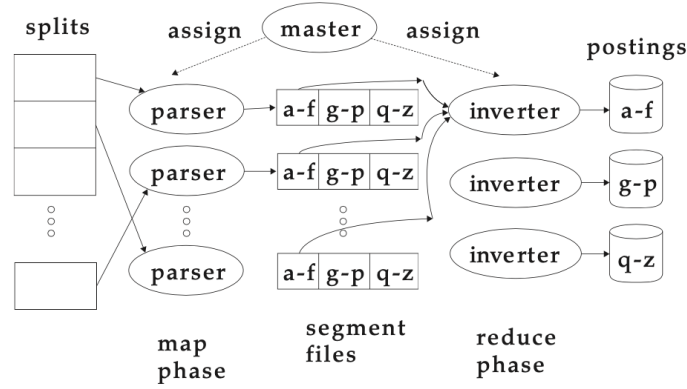 splits
assign
master
assign
postings
parser
a-f g-p q-z
inverter
a-f
parser
a-f g-p q-z
inverter
g-p
parser
a-f g-p q-z
inverter
q-z
map
phase
segment
files
reduce
phase